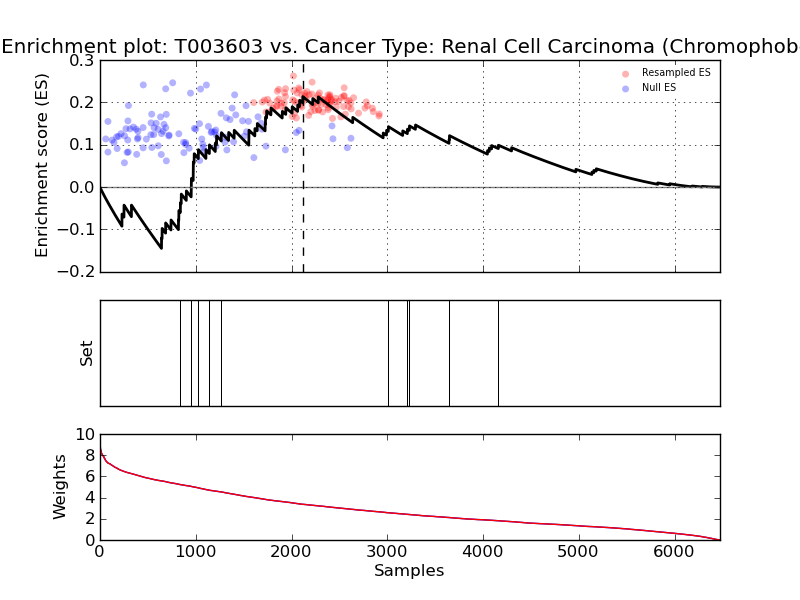 Enrichment plot: T003603 vs. Cancer Type: Renal Cell Carcinoma (Chromophob
0.3
0.2
0.1
0.0
−0.1
−0.2
Enrichment score (ES)
Resampled ES
Null ES
Set
10
8
6
4
2
0
Weights
0 1000 2000 3000 4000 5000 6000
Samples